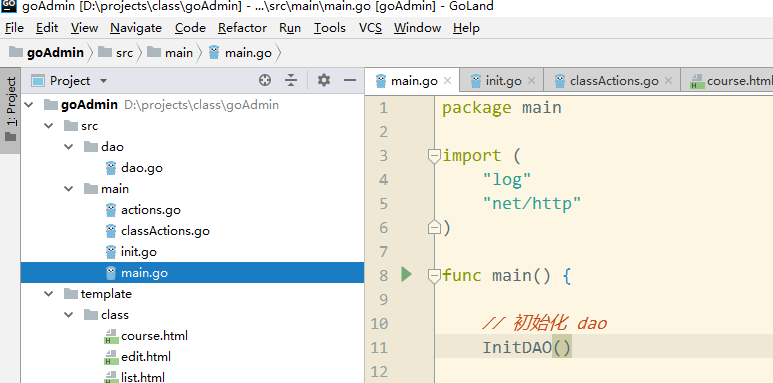 goAdmin [D:\projects\class\goAdmin] - ...\src\main\main.go [goAdmin] - GoLand
File Edit View Navigate Code Refactor Run Tools VCS Window Help
goAdmin src main main.go
1: Project
Project
goAdmin D:\projects\class\goAdmin
src
dao
dao.go
main
actions.go
classActions.go
init.go
main.go
template
class
course.html
edit.html
list.html
main.go init.go classActions.go course.html
1 package main
2
3 import (
4 "log"
5 "net/http"
6 )
7
8 func main() {
9
10 // 初始化 dao
11 InitDAO()
12